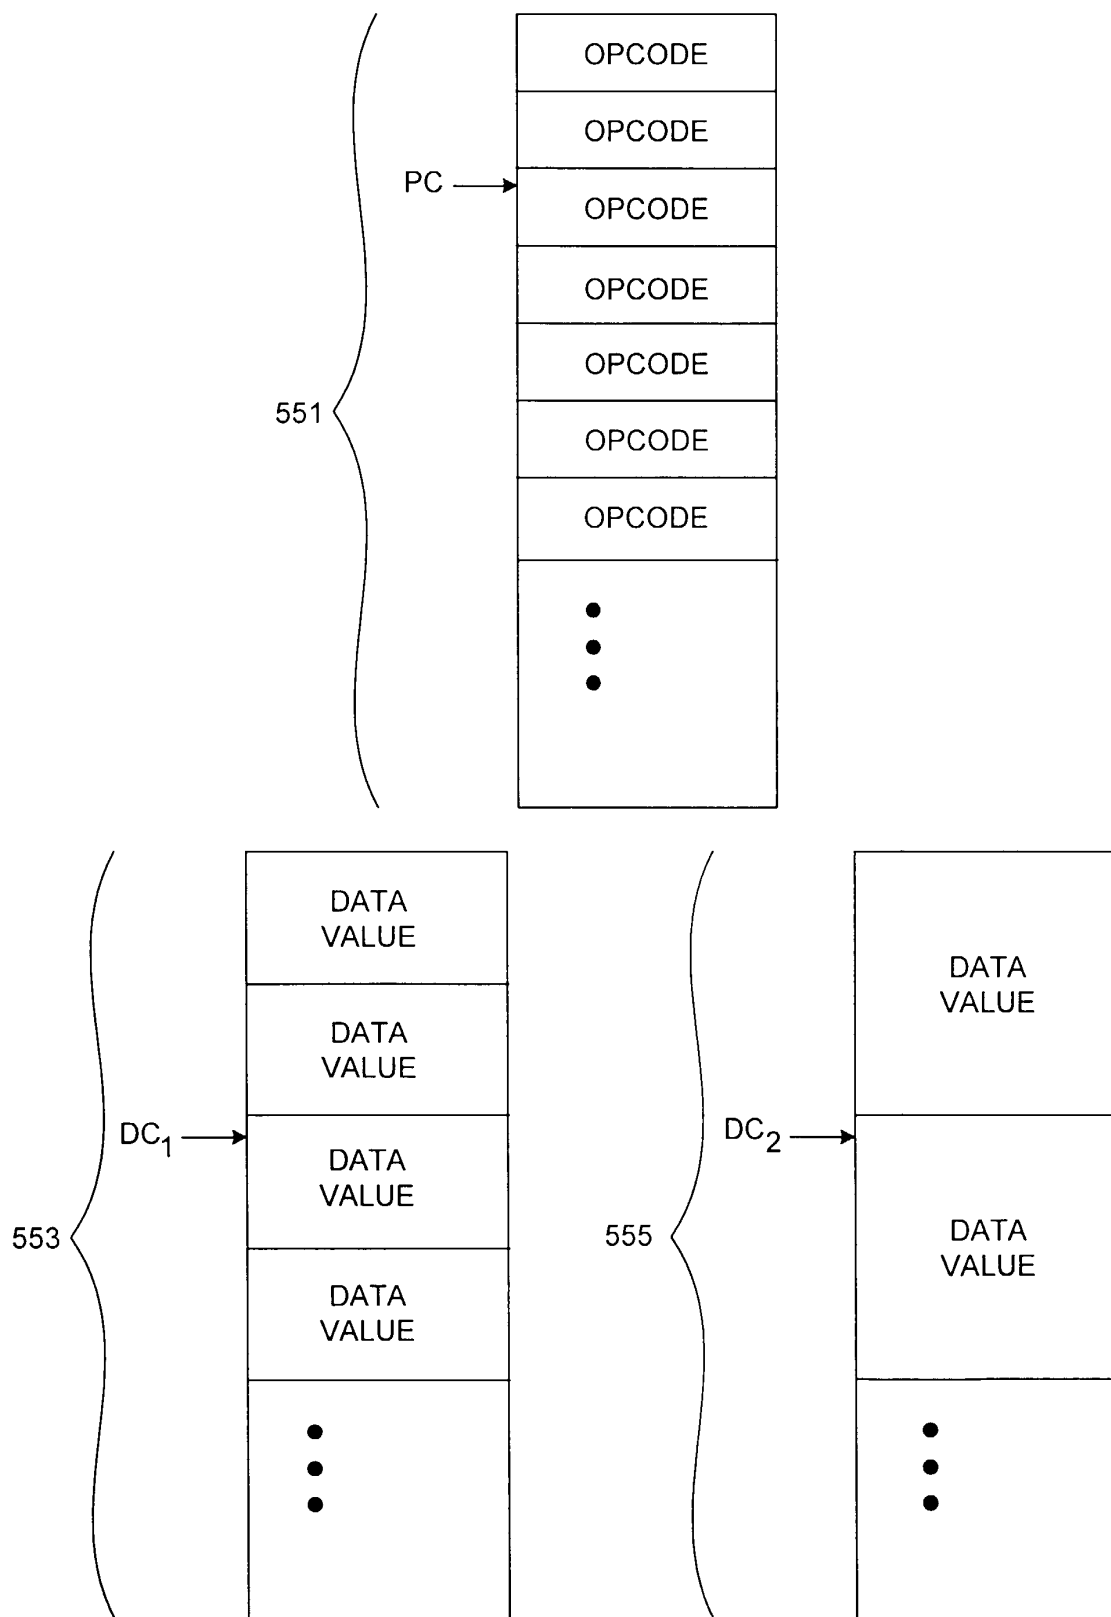 OPCODE
OPCODE
PC
OPCODE
OPCODE
OPCODE
551
OPCODE
OPCODE
DATA
VALUE
DATA
VALUE
DATA
VALUE
DC1
DC2
DATA
VALUE
553
555
DATA
VALUE
DATA
VALUE